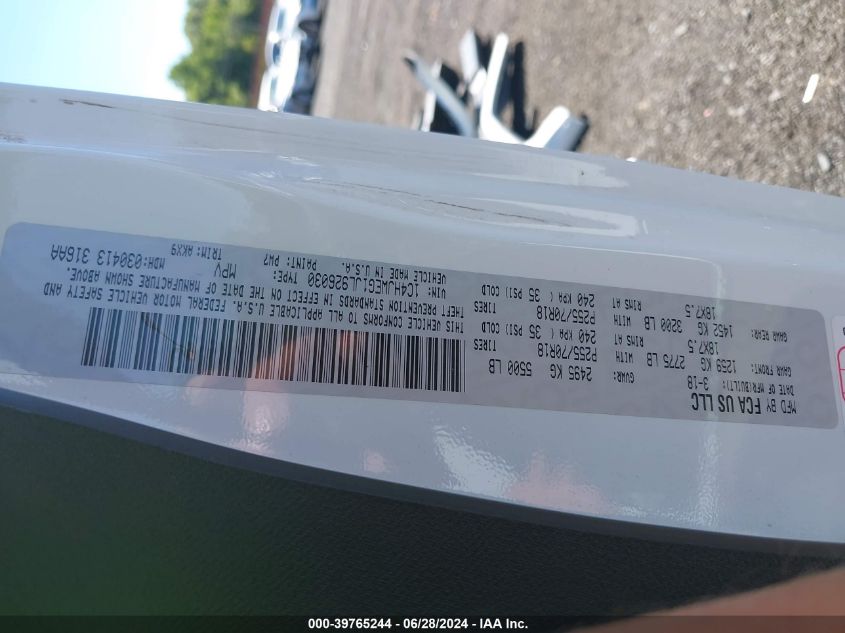 MFD BY FCA US LLC
DATE OF MFR(BUILT): 3-18 GVWR: 2495 KG 5500 LB
GAWR FRONT: 1259 KG 2775 LB WITH TIRES P255/70R18
RIMS AT 18X7.5 240 KPA( 35 PSI) COLD
GAWR REAR: 1452 KG 3200 LB WITH TIRES P255/70R18
RIMS AT 18X7.5 240 KPA( 35 PSI) COLD
THIS VEHICLE CONFORMS TO ALL APPLICABLE U.S.A. FEDERAL MOTOR VEHICLE SAFETY AND
THEFT PREVENTION STANDARDS IN EFFECT ON THE DATE OF MANUFACTURE SHOWN ABOVE.
VIN: 1C4HJWEG1JL926030 TYPE: MPV MDH:030413 316AA
VEHICLE MADE IN U.S.A. PAINT: PW7 TRIM: AKX9
000-39765244 - 06/28/2024 - IAA Inc.